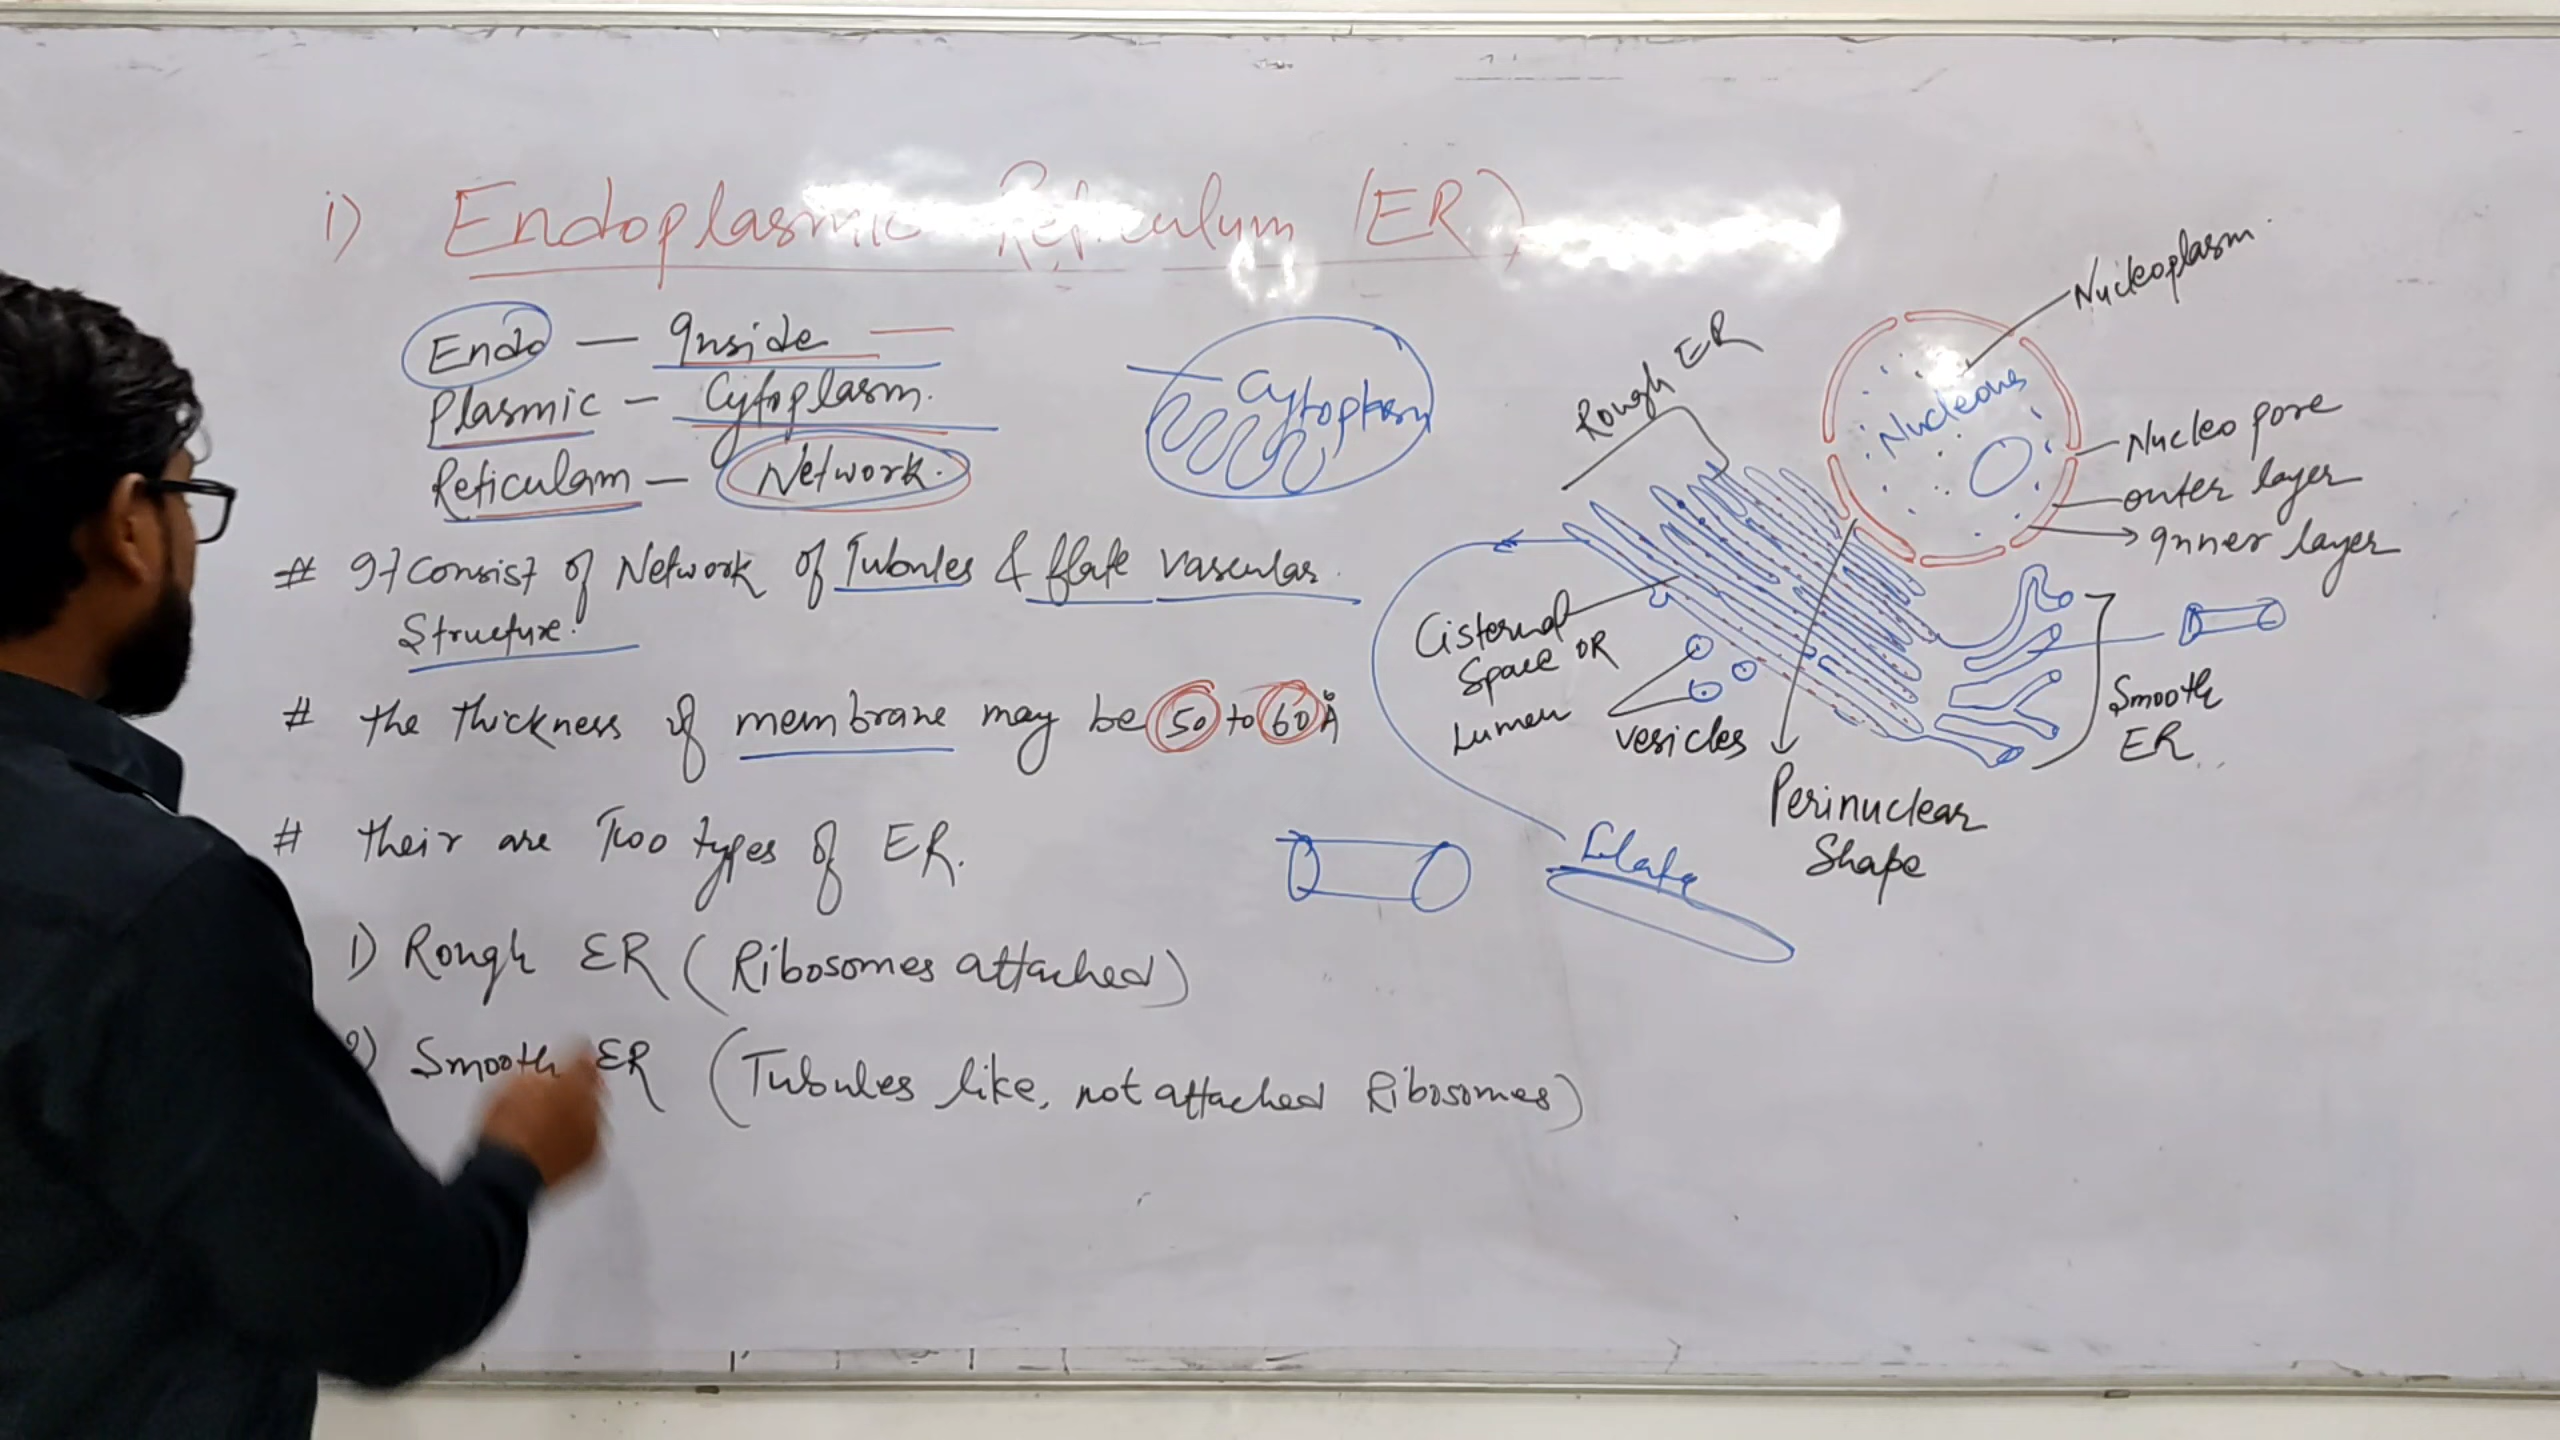 i) Endoplasmic Reticulum (ER)
Endo — Inside —
Plasmic — Cytoplasm.
Reticulam — Network.
# It Consist of Network of Tubules & flate vascular
Structure.
# the thickness of membrane may be 50 to 60 Å
# their are Two types of ER.
1) Rough ER (Ribosomes attached)
2) Smooth ER (Tubules like, not attached Ribosomes)
Cytoplasm
Rough ER
Nucleoplasm
Nucleous
Nucleo pore
outer layer
Inner layer
Cisternal
Space OR
Lumen
vesicles
Perinuclear
Shape
Smooth
ER
flate